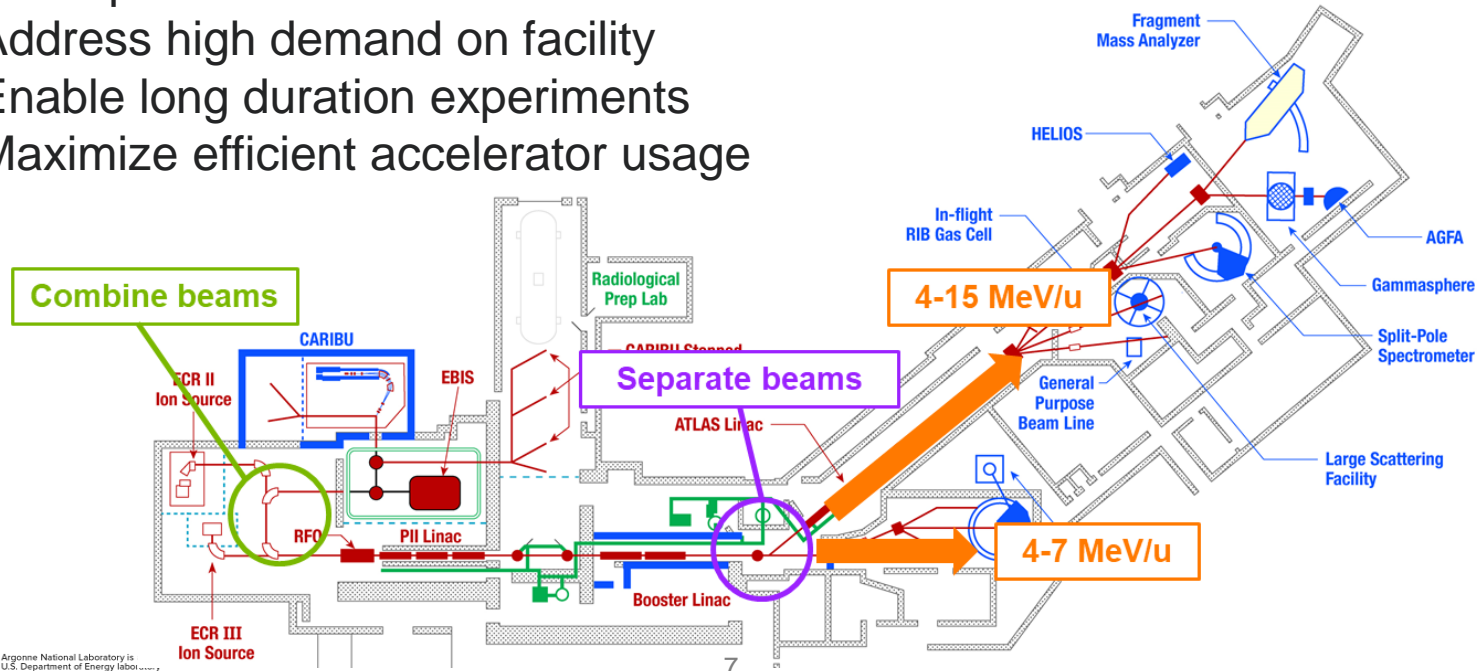 Address high demand on facility
Enable long duration experiments
Maximize efficient accelerator usage
Fragment
Mass Analyzer
HELIOS
In-flight
RIB Gas Cell
AGFA
Gammasphere
Split-Pole
Spectrometer
Large Scattering
Facility
General
Purpose
Beam Line
4-15 MeV/u
4-7 MeV/u
Radiological
Prep Lab
Combine beams
CARIBU
ECR II
Ion Source
EBIS
CARIBU Stopped
Separate beams
ATLAS Linac
RFQ
PII Linac
Booster Linac
ECR III
Ion Source
Argonne National Laboratory is
U.S. Department of Energy laboratory
7